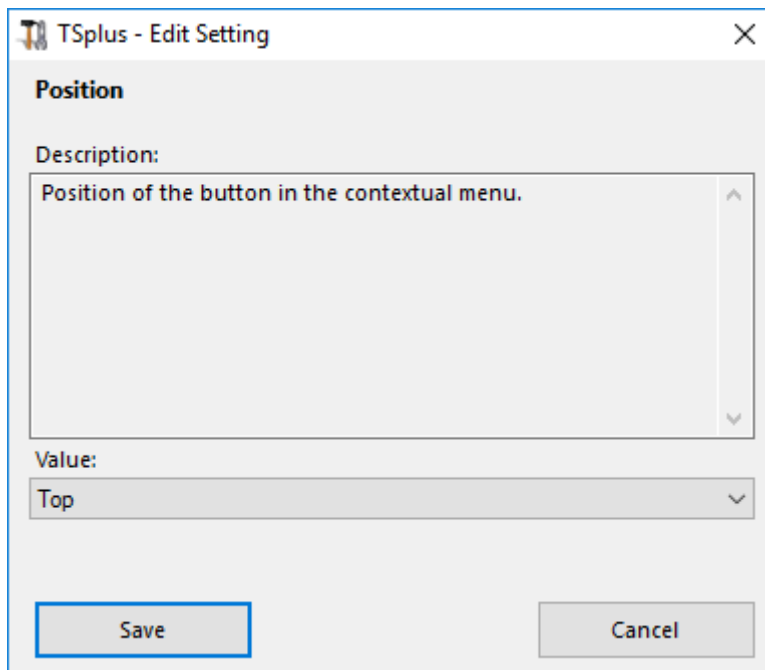 TSplus - Edit Setting
Position
Description:
Position of the button in the contextual menu.
Value:
Top
Save
Cancel